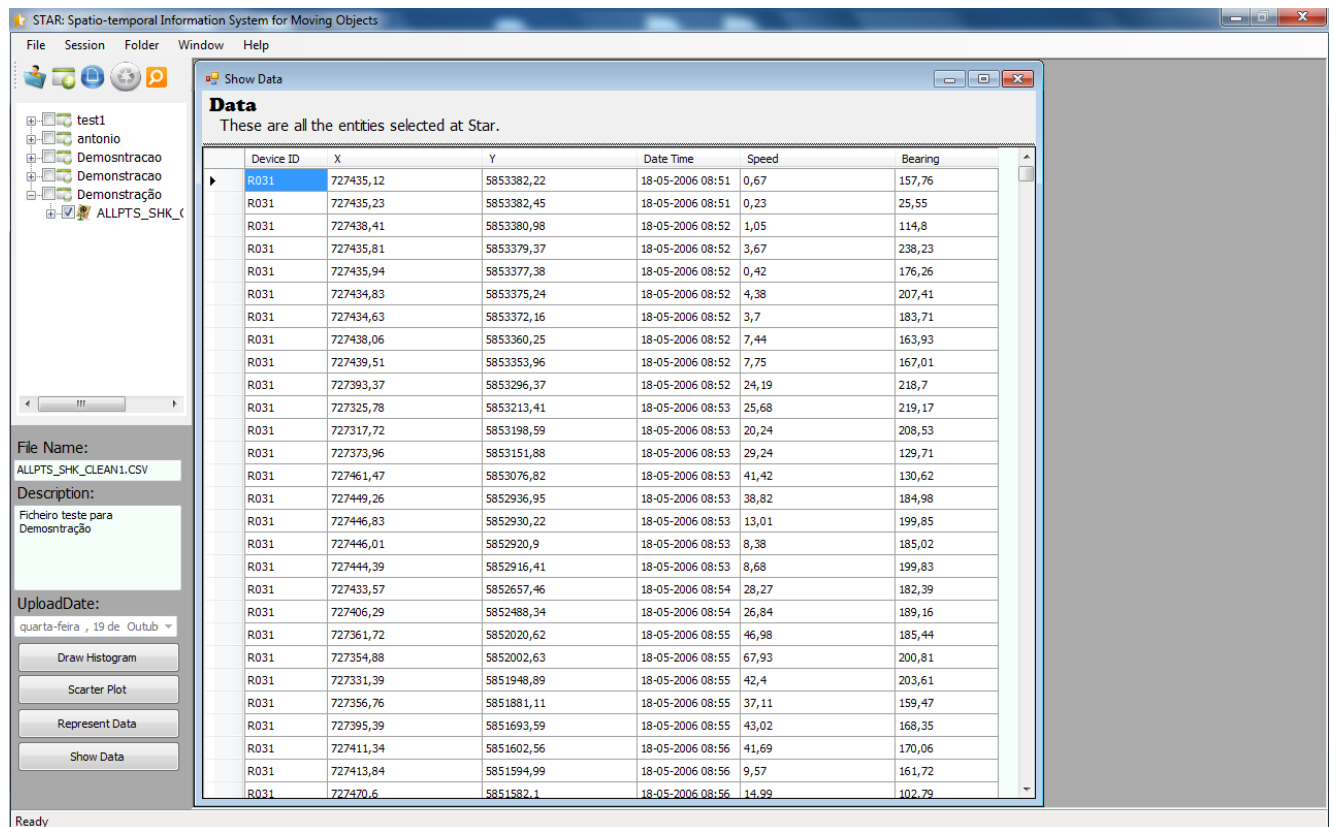 STAR: Spatio-temporal Information System for Moving Objects
File Session Folder Window Help
test1
antonio
Demosntracao
Demonstracao
Demonstração
ALLPTS_SHK_C
File Name:
ALLPTS_SHK_CLEAN1.CSV
Description:
Ficheiro teste para
Demosntração
UploadDate:
quarta-feira , 19 de Outub
Draw Histogram
Scarter Plot
Represent Data
Show Data
Show Data
Data
These are all the entities selected at Star.
Device ID X Y Date Time Speed Bearing
R031 727435,12 5853382,22 18-05-2006 08:51 0,67 157,76
R031 727435,23 5853382,45 18-05-2006 08:51 0,23 25,55
R031 727438,41 5853380,98 18-05-2006 08:52 1,05 114,8
R031 727435,81 5853379,37 18-05-2006 08:52 3,67 238,23
R031 727435,94 5853377,38 18-05-2006 08:52 0,42 176,26
R031 727434,83 5853375,24 18-05-2006 08:52 4,38 207,41
R031 727434,63 5853372,16 18-05-2006 08:52 3,7 183,71
R031 727438,06 5853360,25 18-05-2006 08:52 7,44 163,93
R031 727439,51 5853353,96 18-05-2006 08:52 7,75 167,01
R031 727393,37 5853296,37 18-05-2006 08:52 24,19 218,7
R031 727325,78 5853213,41 18-05-2006 08:53 25,68 219,17
R031 727317,72 5853198,59 18-05-2006 08:53 20,24 208,53
R031 727373,96 5853151,88 18-05-2006 08:53 29,24 129,71
R031 727461,47 5853076,82 18-05-2006 08:53 41,42 130,62
R031 727449,26 5852936,95 18-05-2006 08:53 38,82 184,98
R031 727446,83 5852930,22 18-05-2006 08:53 13,01 199,85
R031 727446,01 5852920,9 18-05-2006 08:53 8,38 185,02
R031 727444,39 5852916,41 18-05-2006 08:53 8,68 199,83
R031 727433,57 5852657,46 18-05-2006 08:54 28,27 182,39
R031 727406,29 5852488,34 18-05-2006 08:54 26,84 189,16
R031 727361,72 5852020,62 18-05-2006 08:55 46,98 185,44
R031 727354,88 5852002,63 18-05-2006 08:55 67,93 200,81
R031 727331,39 5851948,89 18-05-2006 08:55 42,4 203,61
R031 727356,76 5851881,11 18-05-2006 08:55 37,11 159,47
R031 727395,39 5851693,59 18-05-2006 08:55 43,02 168,35
R031 727411,34 5851602,56 18-05-2006 08:56 41,69 170,06
R031 727413,84 5851594,99 18-05-2006 08:56 9,57 161,72
R031 727470,6 5851582,1 18-05-2006 08:56 14,99 102,79
Ready